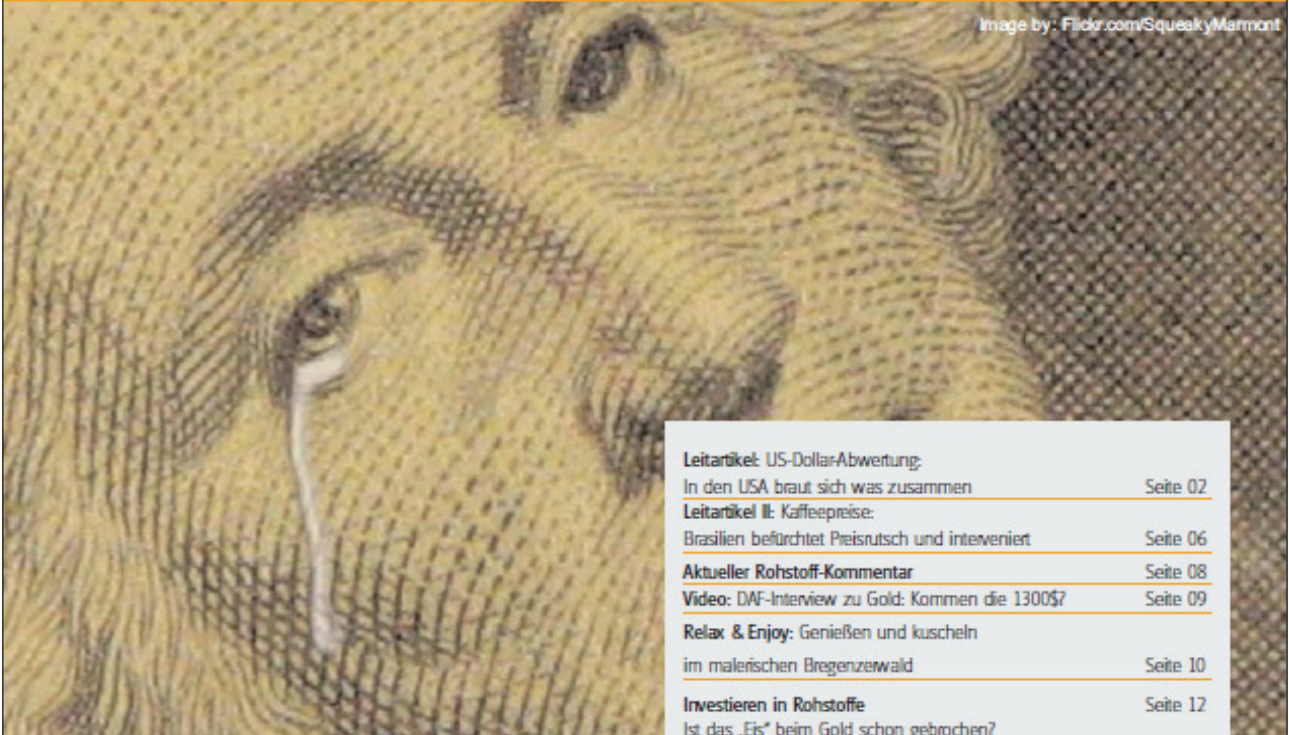 Image by: Flickr.com/SqueakyMarmont
Leitartikel: US-Dollar-Abwertung:
In den USA braut sich was zusammen Seite 02
Leitartikel II: Kaffeepreise:
Brasilien befürchtet Preisrutsch und interveniert Seite 06
Aktueller Rohstoff-Kommentar Seite 08
Video: DAF-Interview zu Gold: Kommen die 1300$? Seite 09
Relax & Enjoy: Genießen und kuscheln
im malerischen Bregenzerwald Seite 10
Investieren in Rohstoffe Seite 12
Ist das „Eis“ beim Gold schon gebrochen?